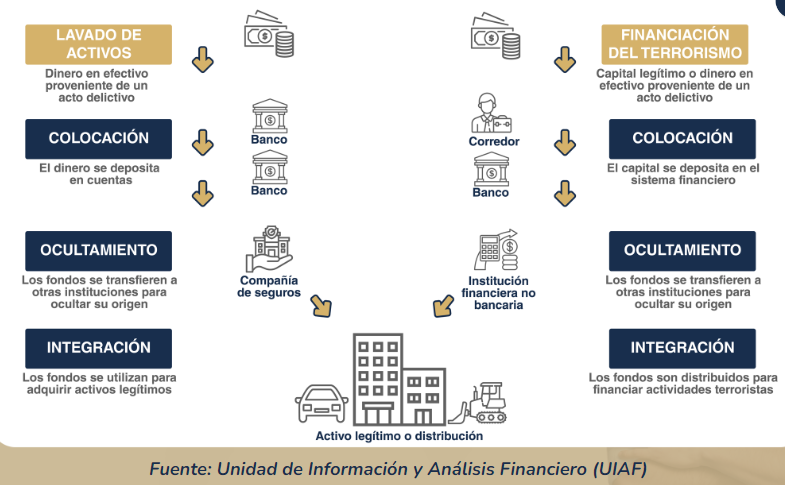 LAVADO DE
ACTIVOS
Dinero en efectivo
proveniente de un
acto delictivo
COLOCACIÓN
El dinero se deposita
en cuentas
OCULTAMIENTO
Los fondos se transfieren a
otras instituciones para
ocultar su origen
INTEGRACIÓN
Los fondos se utilizan para
adquirir activos legítimos
Banco
Banco
Compañía
de seguros
Corredor
Banco
Institución
financiera no
bancaria
Activo legítimo o distribución
FINANCIACIÓN
DEL TERRORISMO
Capital legítimo o dinero en
efectivo proveniente de un
acto delictivo
COLOCACIÓN
El capital se deposita en el
sistema financiero
OCULTAMIENTO
Los fondos se transfieren a
otras instituciones para
ocultar su origen
INTEGRACIÓN
Los fondos son distribuidos para
financiar actividades terroristas
Fuente: Unidad de Información y Análisis Financiero (UIAF)